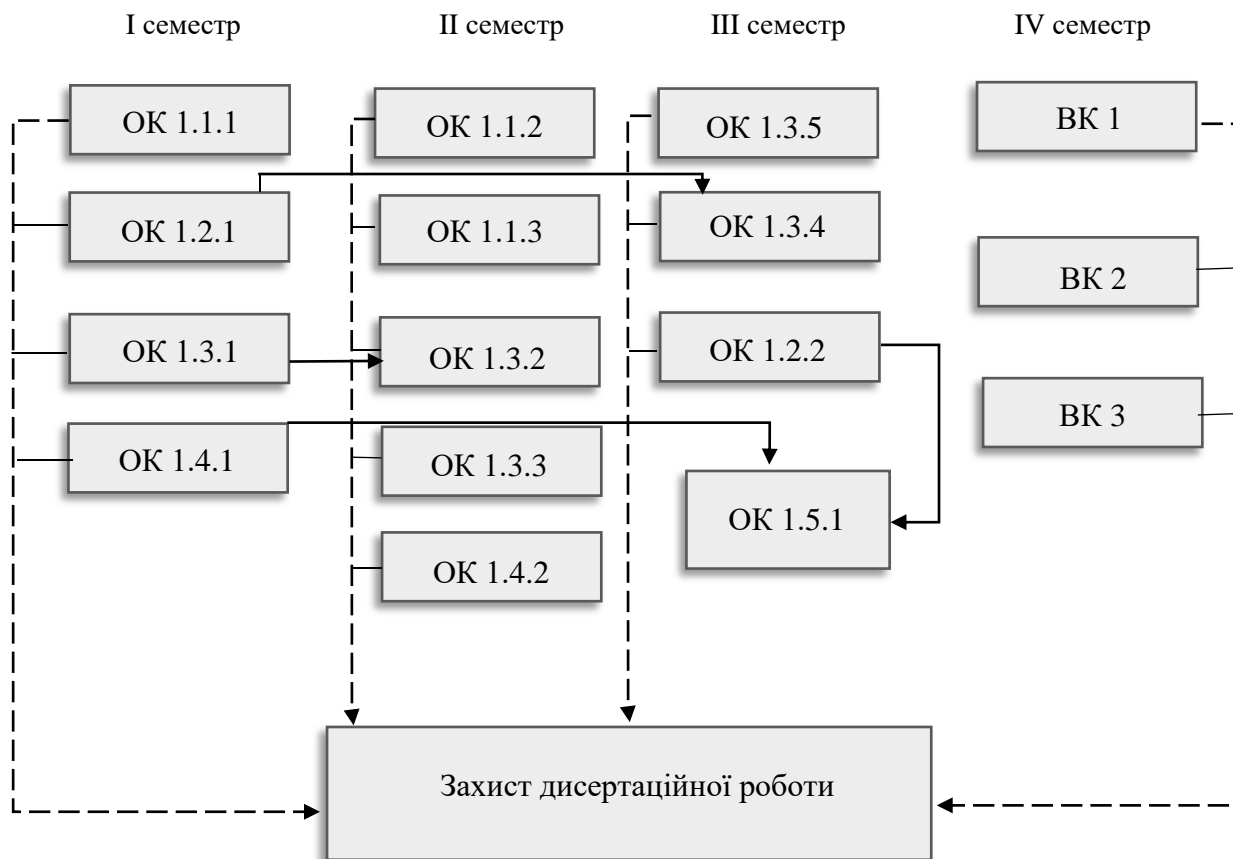 I семестр
II семестр
III семестр
IV семестр
ОК 1.1.1
ОК 1.1.2
ОК 1.3.5
ВК 1
ОК 1.2.1
ОК 1.1.3
ОК 1.3.4
ВК 2
ОК 1.3.1
ОК 1.3.2
ОК 1.2.2
ВК 3
ОК 1.4.1
ОК 1.3.3
ОК 1.5.1
ОК 1.4.2
Захист дисертаційної роботи